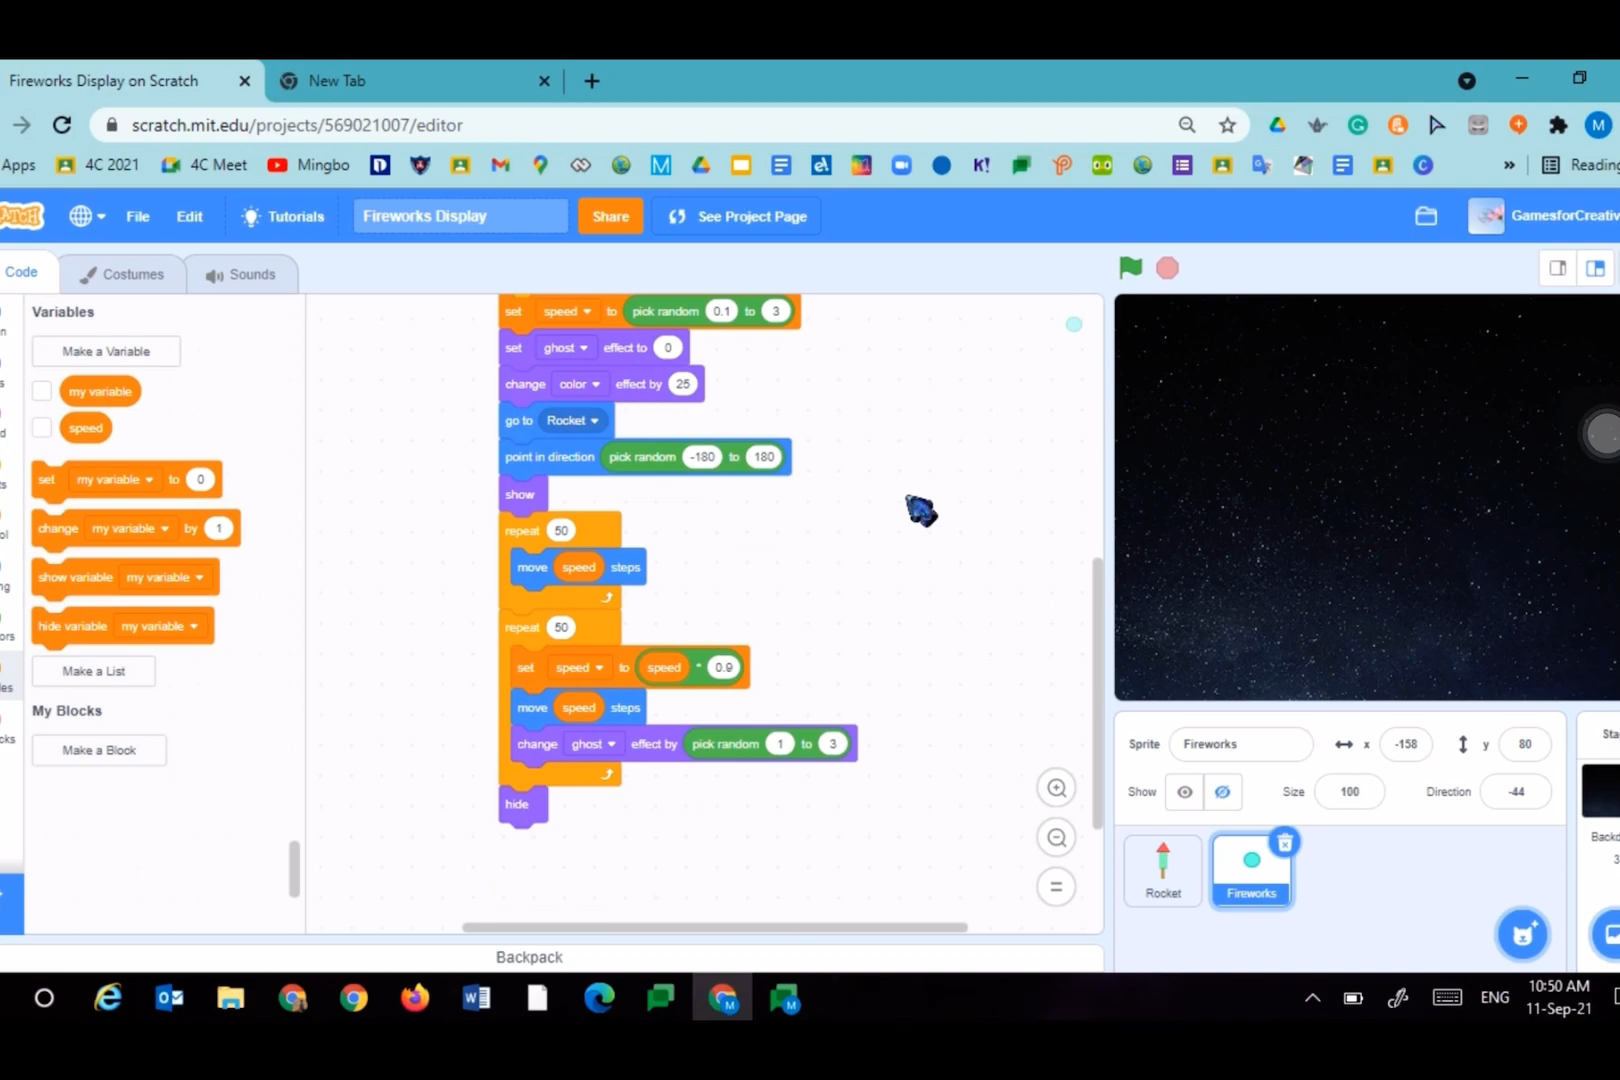 Fireworks Display on Scratch
New Tab
scratch.mit.edu/projects/569021007/editor
Apps
4C 2021
4C Meet
Mingbo
K!
Reading
File
Edit
Tutorials
Fireworks Display
Share
See Project Page
GamesforCreativ
Code
Costumes
Sounds
Variables
Make a Variable
my variable
speed
set my variable to 0
change my variable by 1
show variable my variable
hide variable my variable
Make a List
My Blocks
Make a Block
set speed to pick random 0.1 to 3
set ghost effect to 0
change color effect by 25
go to Rocket
point in direction pick random -180 to 180
show
repeat 50
move speed steps
repeat 50
set speed to speed * 0.9
move speed steps
change ghost effect by pick random 1 to 3
hide
Backpack
Sprite Fireworks x -158 y 80
Show Size 100 Direction -44
Rocket
Fireworks
Sta
Backd
3
ENG
10:50 AM
11-Sep-21